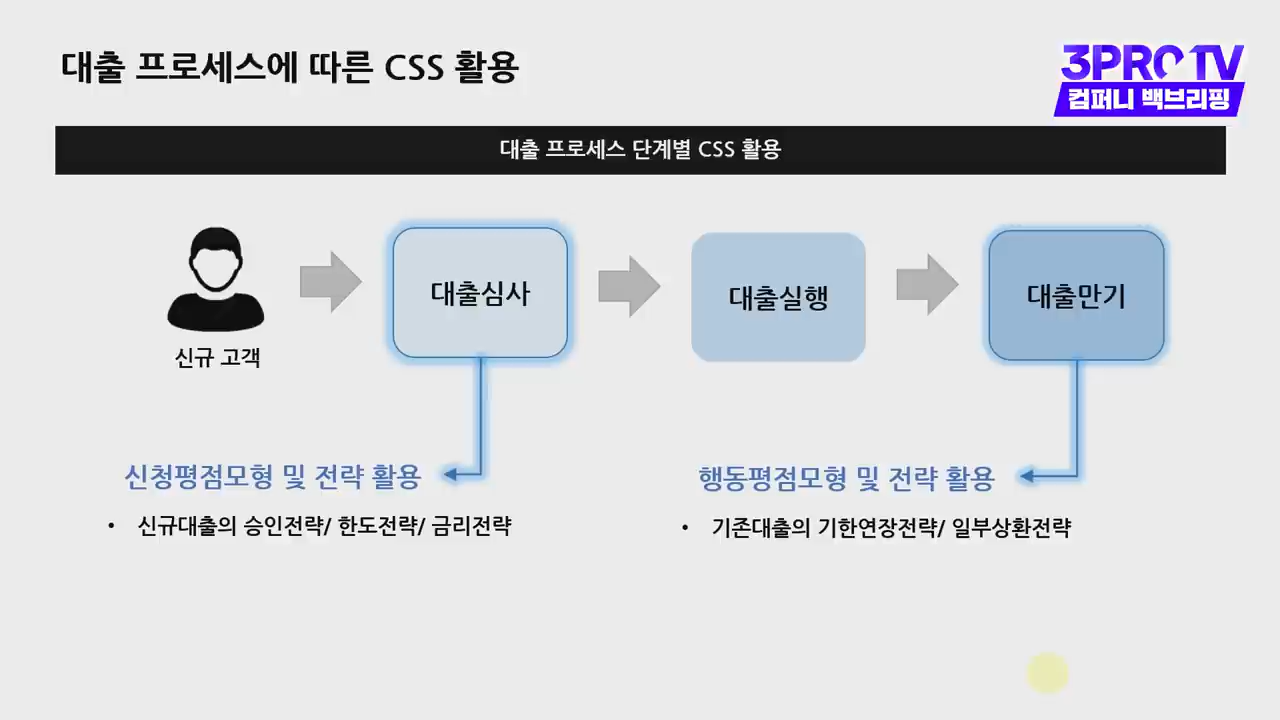 대출 프로세스에 따른 CSS 활용
3PRO TV
컴퍼니 백브리핑
대출 프로세스 단계별 CSS 활용
신규 고객
대출심사
대출실행
대출만기
신청평점모형 및 전략 활용
• 신규대출의 승인전략/ 한도전략/ 금리전략
행동평점모형 및 전략 활용
• 기존대출의 기한연장전략/ 일부상환전략